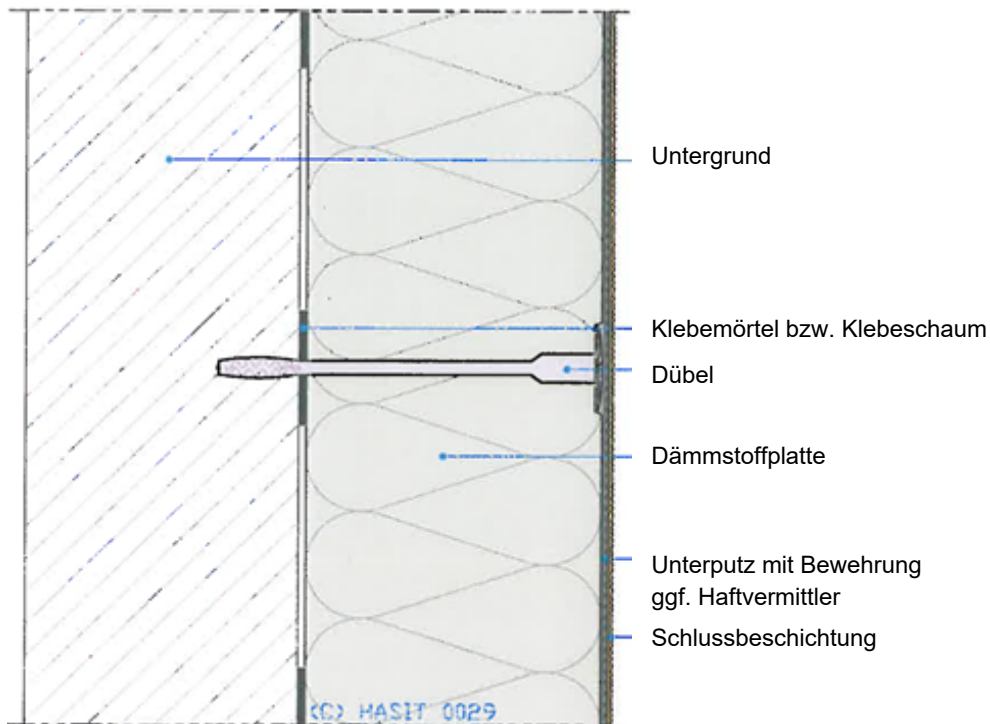 Untergrund
Klebemörtel bzw. Klebeschaum
Dübel
Dämmstoffplatte
Unterputz mit Bewehrung
ggf. Haftvermittler
Schlussbeschichtung
(C) HASIT 0029